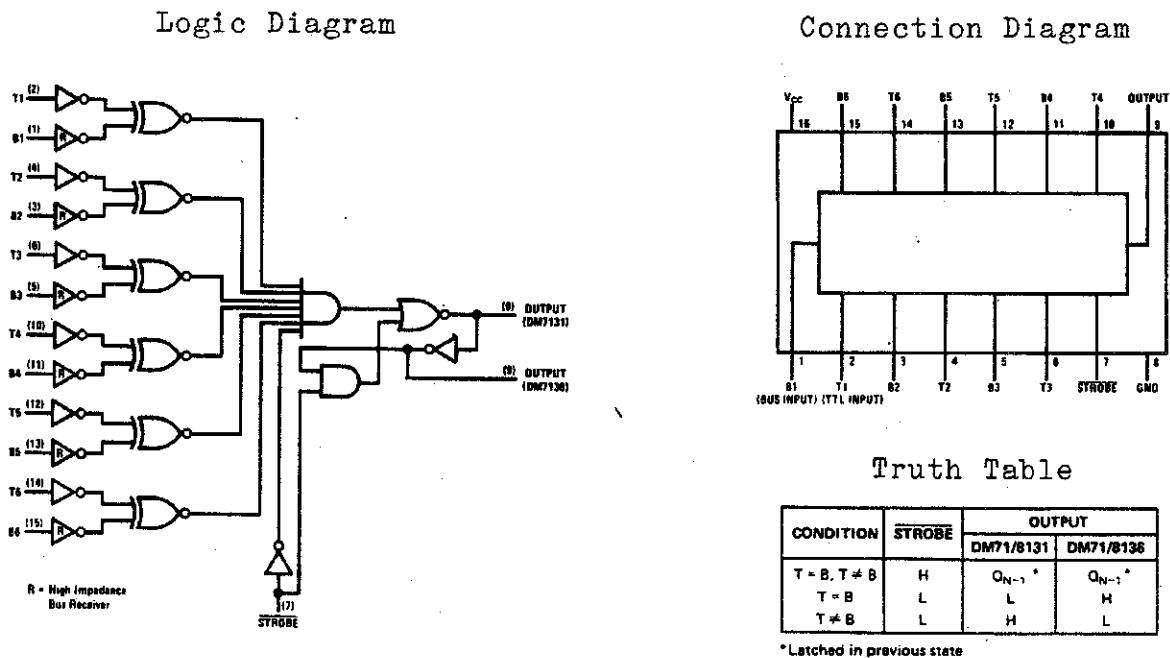 Logic Diagram
T1 (2)
B1 (1) R
T2 (4)
B2 (3) R
T3 (6)
B3 (5) R
T4 (10)
B4 (11) R
T5 (12)
B5 (13) R
T6 (14)
B6 (15) R
(9) OUTPUT
(DM7131)
(9) OUTPUT
(DM7136)
R = High Impedance
Bus Receiver
(7)
STROBE
Connection Diagram
VCC B6 T6 B5 T5 B4 T4 OUTPUT
16 15 14 13 12 11 10 9
1 2 3 4 5 6 7 8
B1 T1 B2 T2 B3 T3 STROBE GND
(BUS INPUT) (TTL INPUT)
Truth Table
CONDITION STROBE OUTPUT
DM71/8131 DM71/8136
T = B, T ≠ B H QN-1* QN-1*
T = B L L H
T ≠ B L H L
*Latched in previous state